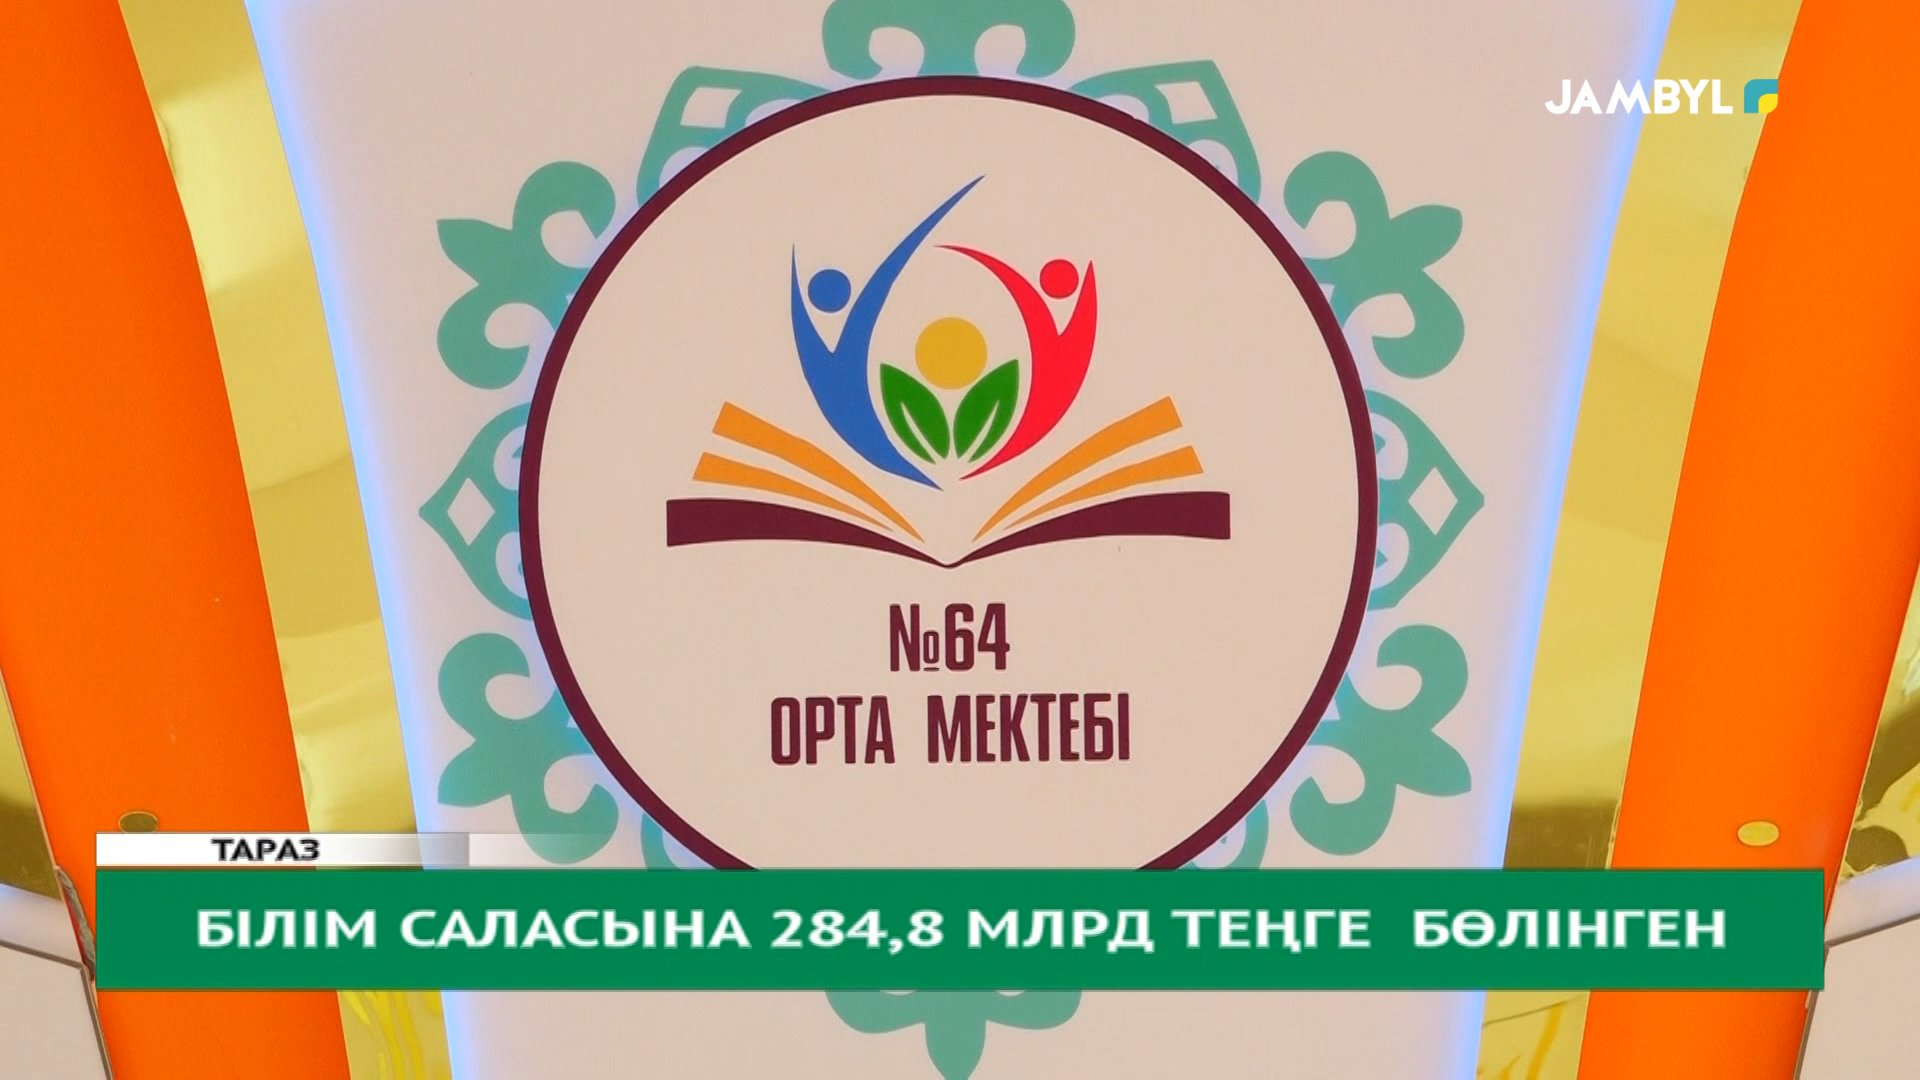 JAMBYL
№64
ОРТА МЕКТЕБІ
ТАРАЗ
БІЛІМ САЛАСЫНА 284,8 МЛРД ТЕҢГЕ БӨЛІНГЕН